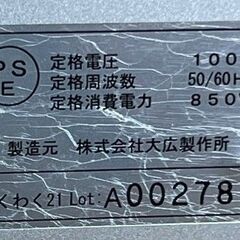 PS
E
定格電圧 100
定格周波数 50/60H
定格消費電力 850
製造元 株式会社大広製作所
くわく21 Lot: A00278